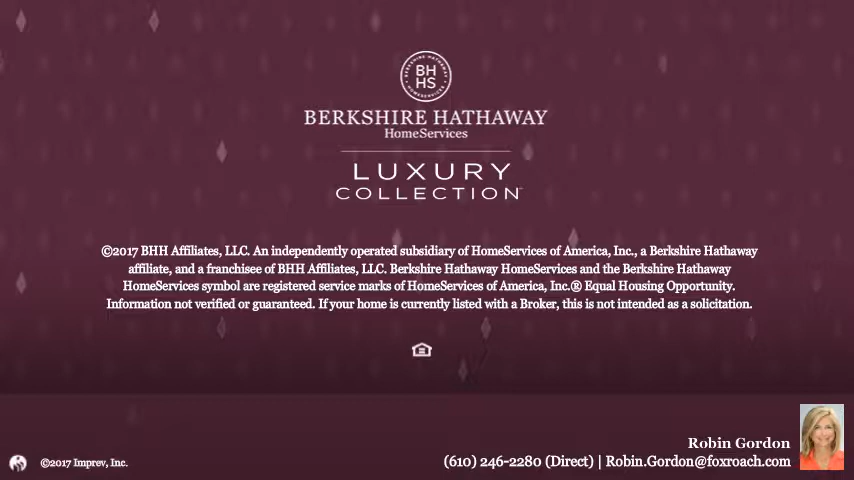 BERKSHIRE HATHAWAY
HOMESERVICES
BH
HS
BERKSHIRE HATHAWAY
HomeServices
LUXURY
COLLECTION℠
©2017 BHH Affiliates, LLC. An independently operated subsidiary of HomeServices of America, Inc., a Berkshire Hathaway
affiliate, and a franchisee of BHH Affiliates, LLC. Berkshire Hathaway HomeServices and the Berkshire Hathaway
HomeServices symbol are registered service marks of HomeServices of America, Inc.® Equal Housing Opportunity.
Information not verified or guaranteed. If your home is currently listed with a Broker, this is not intended as a solicitation.
Robin Gordon
(610) 246-2280 (Direct) | Robin.Gordon@foxroach.com
©2017 Imprev, Inc.